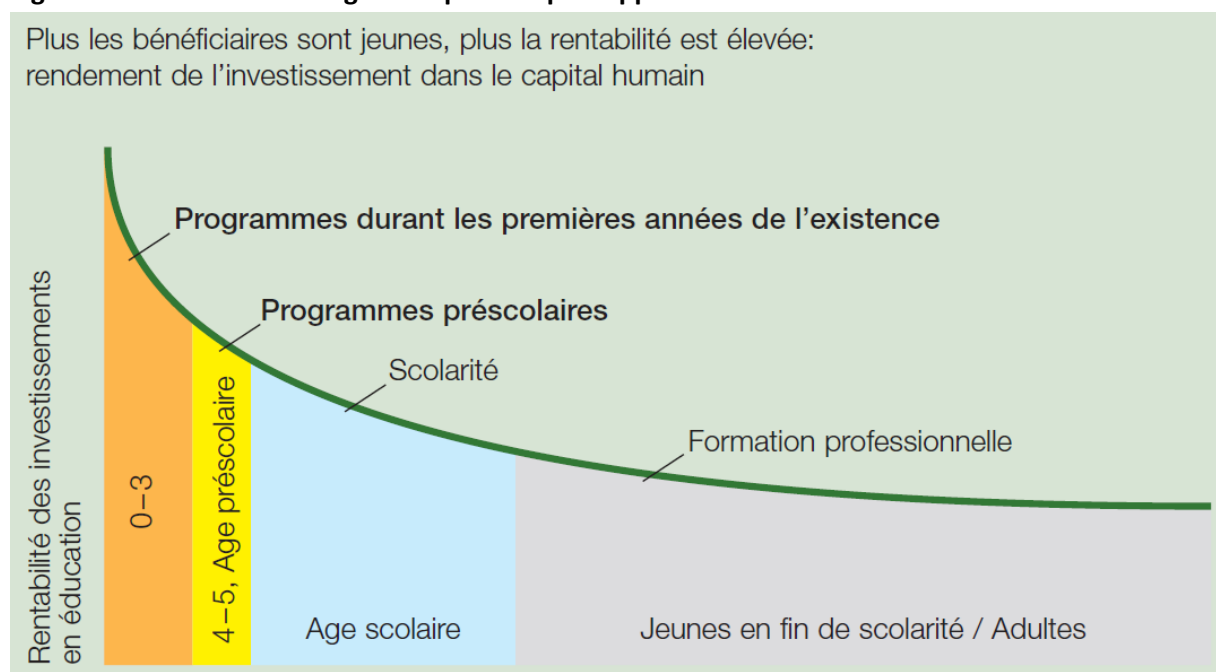 Plus les bénéficiaires sont jeunes, plus la rentabilité est élevée:
rendement de l’investissement dans le capital humain
Programmes durant les premières années de l’existence
Programmes préscolaires
Scolarité
Formation professionnelle
Rentabilité des investissements
en éducation
0–3
4–5, Age préscolaire
Age scolaire
Jeunes en fin de scolarité / Adultes